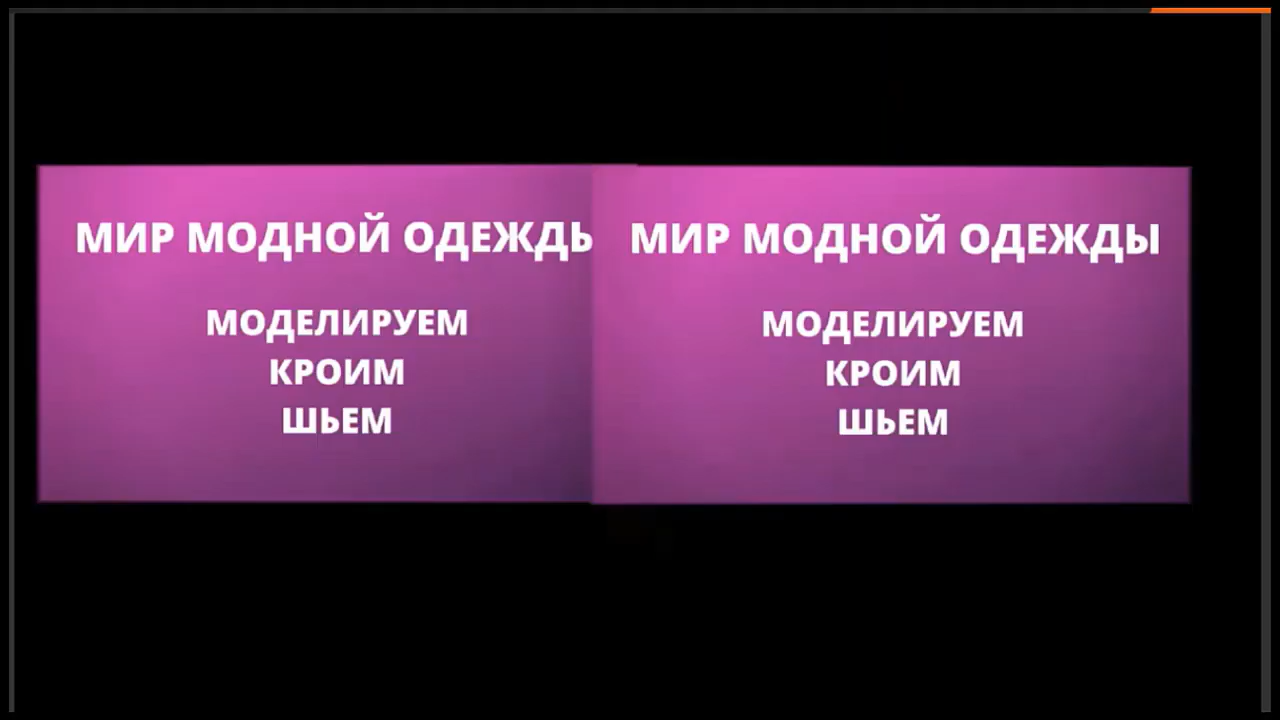 МИР МОДНОЙ ОДЕЖДЫ
МОДЕЛИРУЕМ
КРОИМ
ШЬЕМ
МИР МОДНОЙ ОДЕЖДЫ
МОДЕЛИРУЕМ
КРОИМ
ШЬЕМ